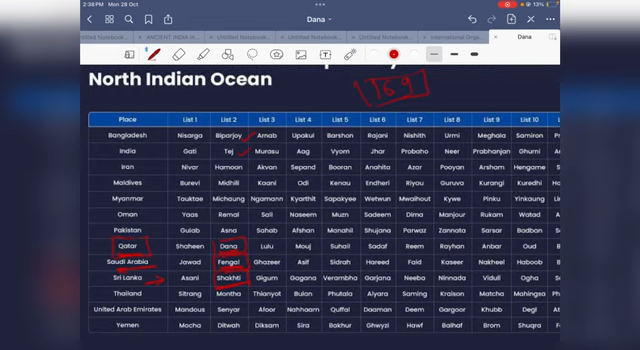 2:38 PM Mon 28 Oct
13%
Dana
Untitled Notebook
ANCIENT INDIA in
Untitled Notebook
Untitled Notebook
Untitled Notebook
International Orga
Dana
North Indian Ocean
169
Place List 1 List 2 List 3 List 4 List 5 List 6 List 7 List 8 List 9 List 10
Bangladesh Nisarga Biparjoy Arnab Upakul Barshon Rajani Nishith Urmi Meghala Samiron
India Gati Tej Murasu Aag Vyom Jhar Probaho Neer Prabhanjan Ghurni
Iran Nivar Hamoon Akvan Sepand Booran Anahita Azar Pooyan Arsham Hengame
Maldives Burevi Midhili Kaani Odi Kenau Endheri Riyau Guruva Kurangi Kuredhi
Myanmar Tauktae Michaung Ngamann Kyarthit Sapakyee Wetwun Mwaihout Kywe Pinku Yinkaung
Oman Yaas Remal Sail Naseem Muzn Sadeem Dima Manjour Rukam Watad
Pakistan Gulab Asna Sahab Afshan Manahil Shujana Parwaz Zannata Sarsar Badban
Qatar Shaheen Dana Lulu Mouj Suhail Sadaf Reem Rayhan Anbar Oud
Saudi Arabia Jawad Fengal Ghazeer Asif Sidrah Hareed Faid Kaseer Nakheel Haboob
Sri Lanka Asani Shakhti Gigum Gagana Verambha Garjana Neeba Ninnada Viduli Ogha
Thailand Sitrang Montha Thianyot Bulan Phutala Aiyara Saming Kraison Matcha Mahingsa
United Arab Emirates Mandous Senyar Afoor Nahhaam Quffal Daaman Deem Gargoor Khubb Degl
Yemen Mocha Ditwah Diksam Sira Bakhur Ghwyzi Hawf Balhaf Brom Shuqra